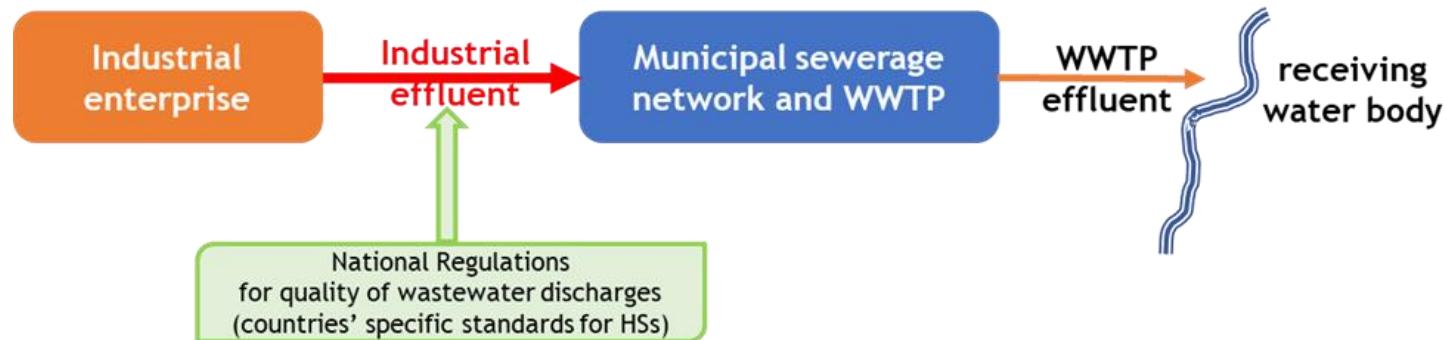 Industrial
enterprise
Industrial
effluent
Municipal sewerage
network and WWTP
WWTP
effluent
receiving
water body
National Regulations
for quality of wastewater discharges
(countries' specific standards for HSs)